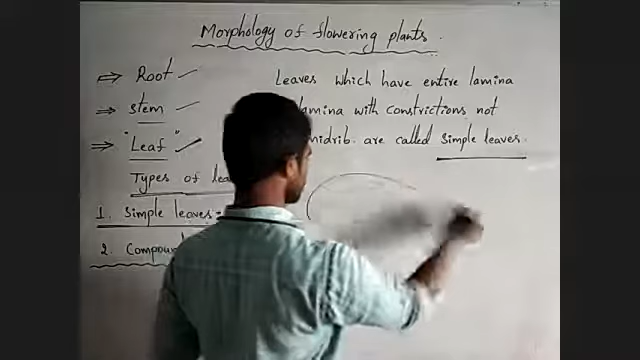 Morphology of flowering plants.
⇒ Root
⇒ stem
⇒ "Leaf"
Types of
1. Simple leaves
2.
Leaves which have entire lamina
lamina with constrictions not
midrib. are called simple leaves.